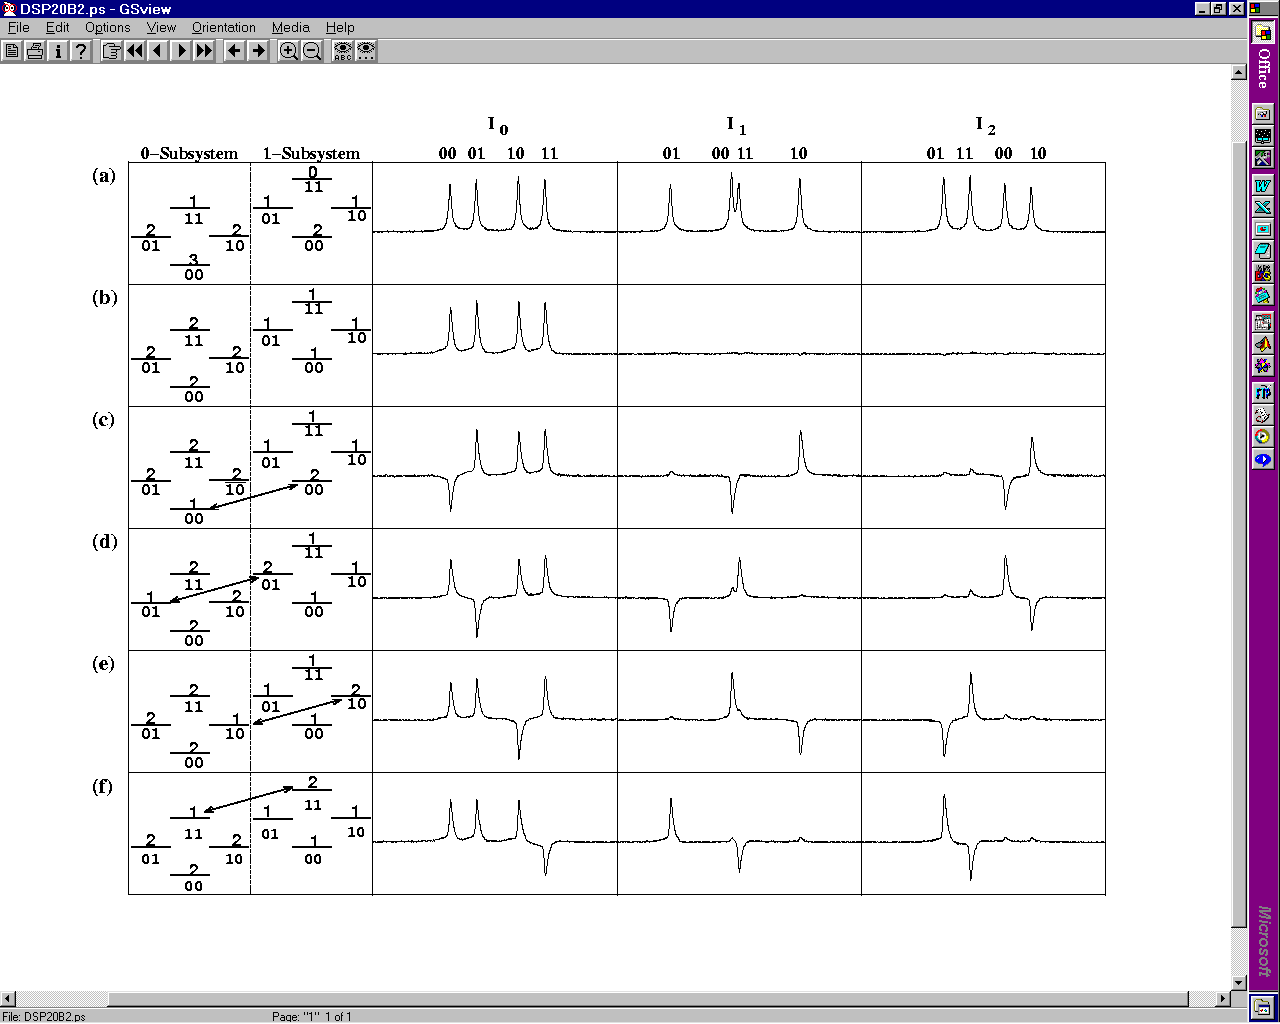 DSP20B2.ps - GSview
File Edit Options View Orientation Media Help
Office
I 0 I 1 I 2
0-Subsystem 1-Subsystem 00 01 10 11 01 00 11 10 01 11 00 10
(a)
0
11
1 1 1
11 01 10
2 2 2
01 10 00
3
00
(b)
1
11
2 1 1
11 01 10
2 2 1
01 10 00
2
00
(c)
1
11
2 1 1
11 01 10
2 2 2
01 10 00
1
00
(d)
1
11
2 2 1
11 01 10
1 2 1
01 10 00
2
00
(e)
1
11
2 1 2
11 01 10
2 1 1
01 10 00
2
00
(f)
2
11
1 1 1
11 01 10
2 2 1
01 10 00
2
00
Microsoft
File: DSP20B2.ps Page: "1" 1 of 1